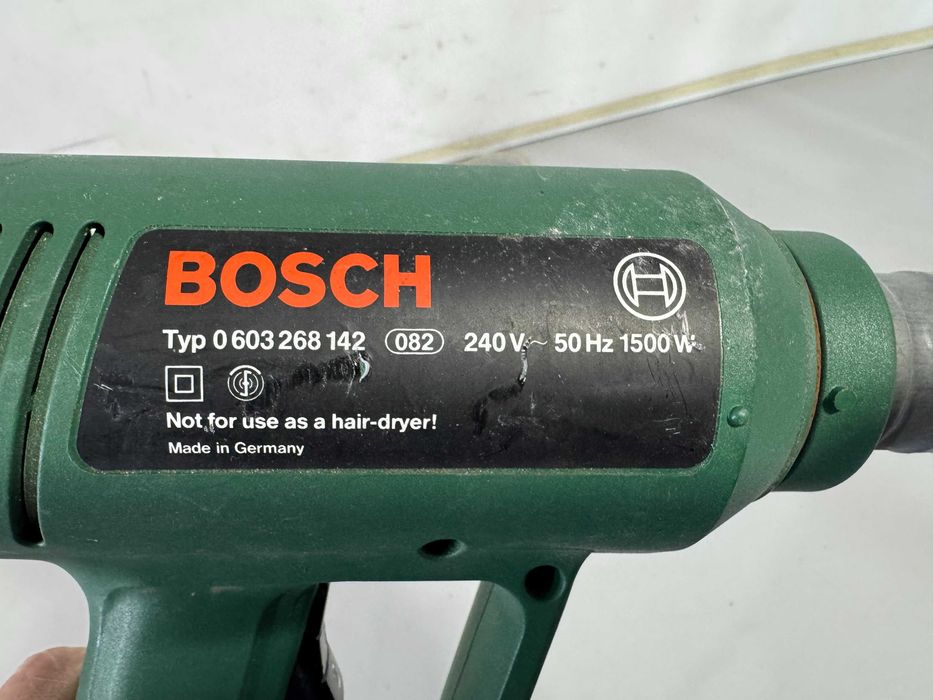 BOSCH
Typ 0 603 268 142 082 240 V~ 50 Hz 1500 W
Not for use as a hair-dryer!
Made in Germany